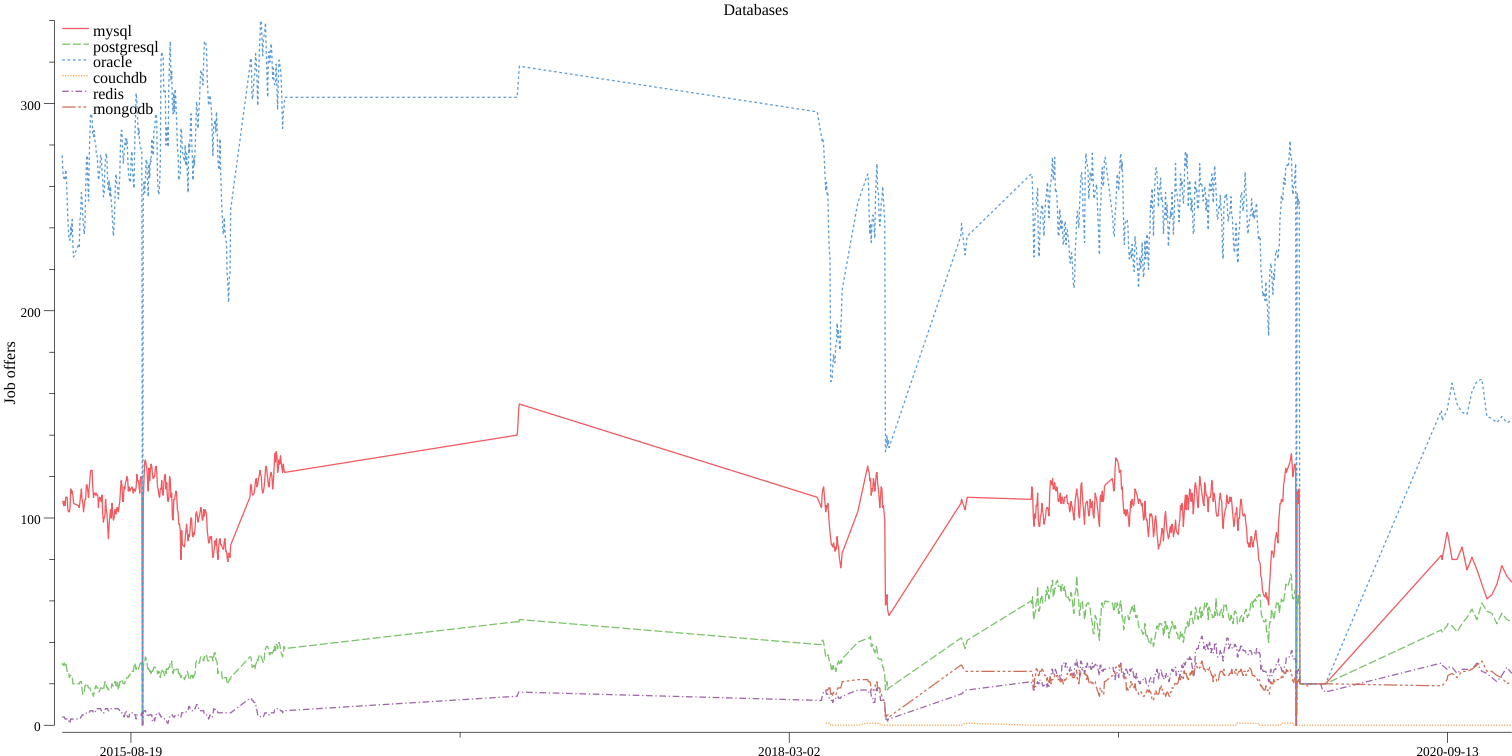 Databases
mysql
postgresql
oracle
couchdb
redis
mongodb
300
200
100
0
Job offers
2015-08-19
2018-03-02
2020-09-13